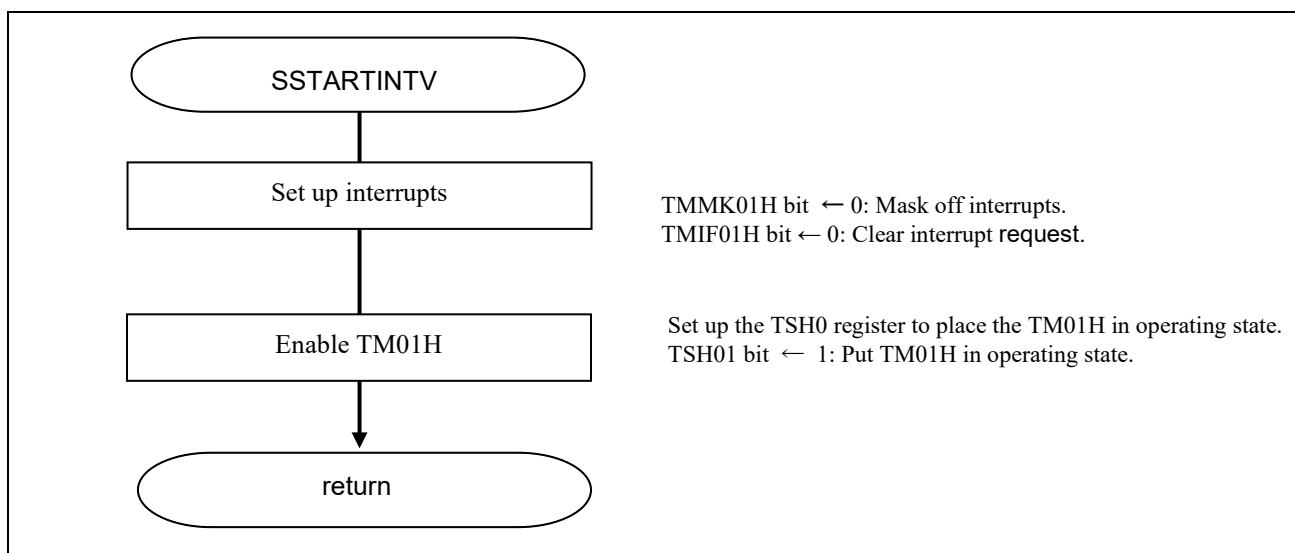 SSTARTINTV
Set up interrupts
TMMK01H bit ← 0: Mask off interrupts.
TMIF01H bit ← 0: Clear interrupt request.
Enable TM01H
Set up the TSH0 register to place the TM01H in operating state.
TSH01 bit ← 1: Put TM01H in operating state.
return